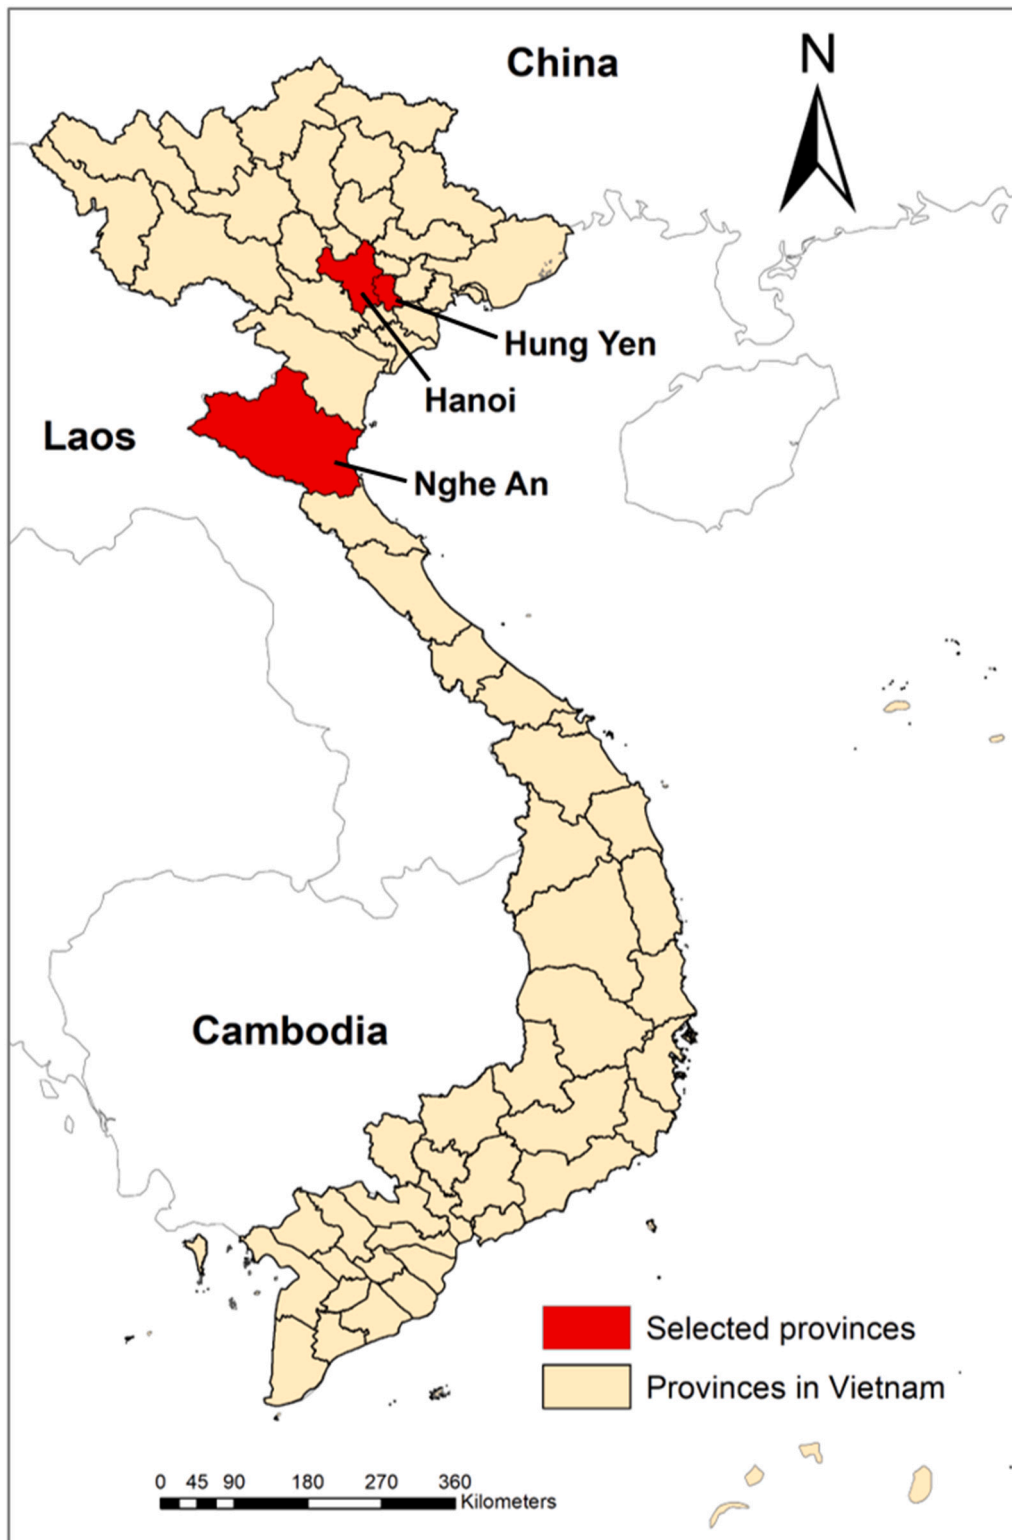 China
N
Hung Yen
Hanoi
Laos
Nghe An
Cambodia
Selected provinces
Provinces in Vietnam
0 45 90 180 270 360
Kilometers